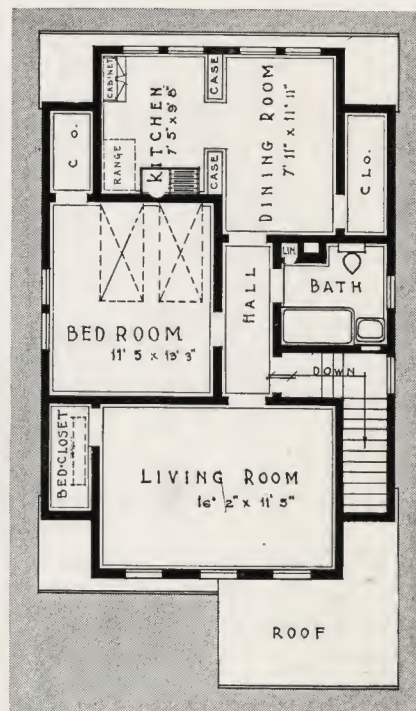 CABINET
C L O.
RANGE
KITCHEN
7' 5" x 9' 8"
CASE
CASE
DINING ROOM
7' 11" x 11' 11"
CLO.
LIN.
BATH
HALL
BED ROOM
11' 5 x 13' 3"
DOWN
BED-CLOSET
LIVING ROOM
16' 2" x 11' 5"
ROOF